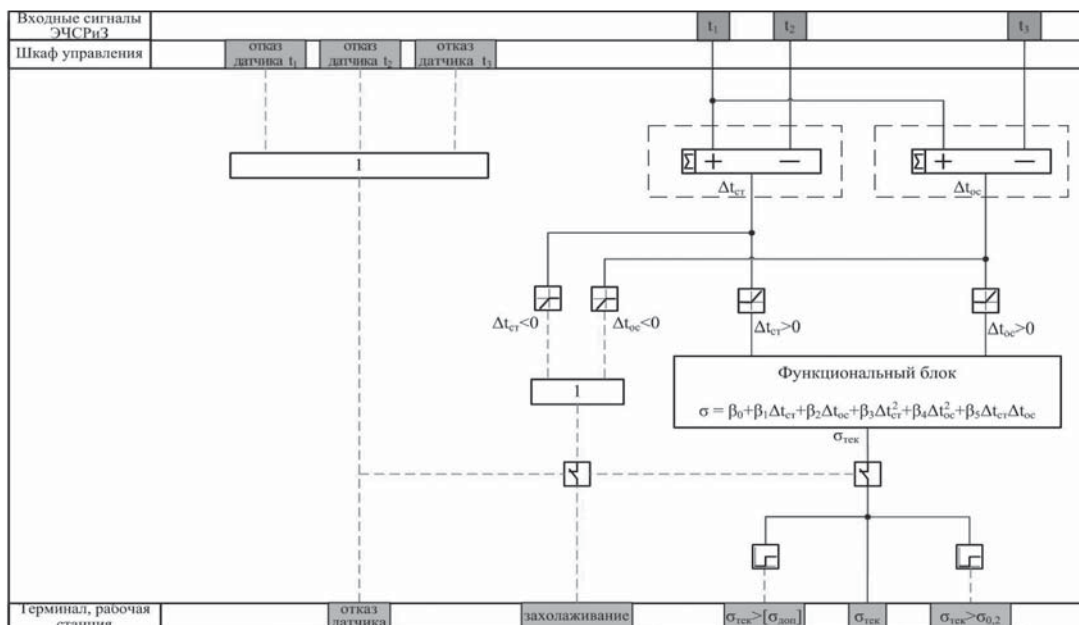 Входные сигналы
ЭЧСРиЗ
t₁ t₂ t₃
Шкаф управления
отказ
датчика t₁
отказ
датчика t₂
отказ
датчика t₃
1
Σ + −
Σ + −
Δtст
Δtос
Δtст<0
Δtос<0
Δtст>0
Δtос>0
1
Функциональный блок
σ = β₀+β₁Δtст+β₂Δtос+β₃Δt²ст+β₄Δt²ос+β₅ΔtстΔtос
σтек
Терминал, рабочая
станция
отказ
датчика
захолаживание
σтек>[σдоп]
σтек
σтек>σ₀,₂